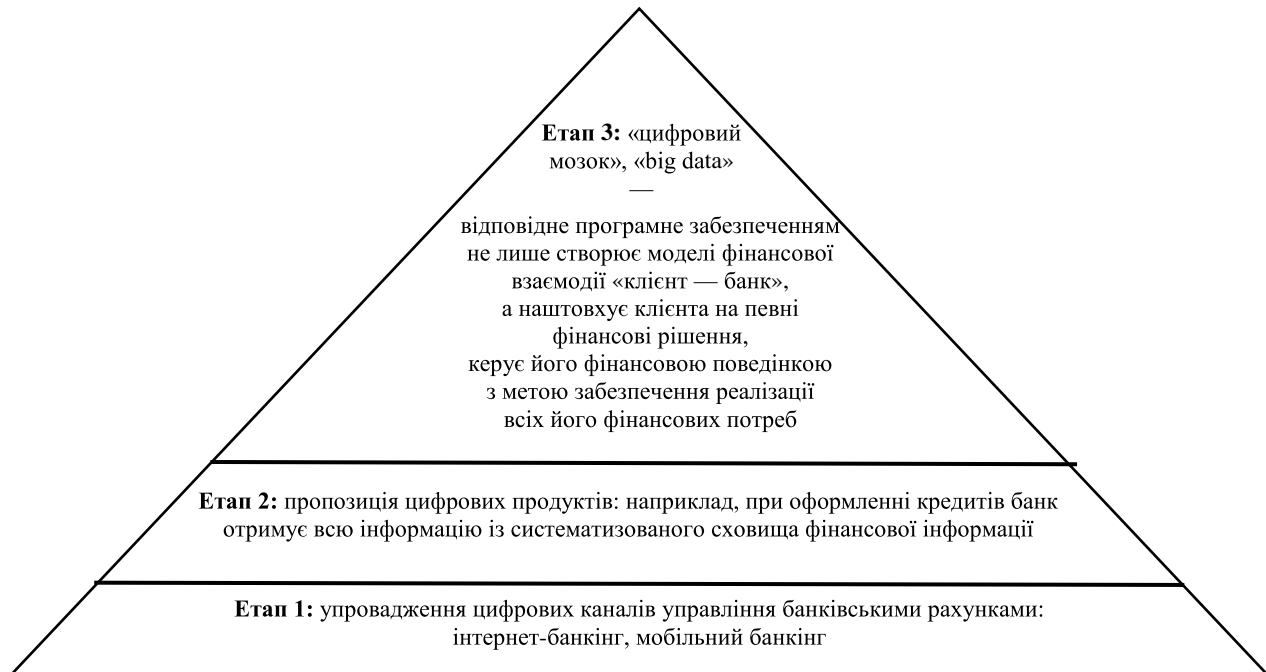 Етап 3: «цифровий
мозок», «big data»
—
відповідне програмне забезпеченням
не лише створює моделі фінансової
взаємодії «клієнт — банк»,
а наштовхує клієнта на певні
фінансові рішення,
керує його фінансовою поведінкою
з метою забезпечення реалізації
всіх його фінансових потреб
Етап 2: пропозиція цифрових продуктів: наприклад, при оформленні кредитів банк
отримує всю інформацію із систематизованого сховища фінансової інформації
Етап 1: упровадження цифрових каналів управління банківськими рахунками:
інтернет-банкінг, мобільний банкінг